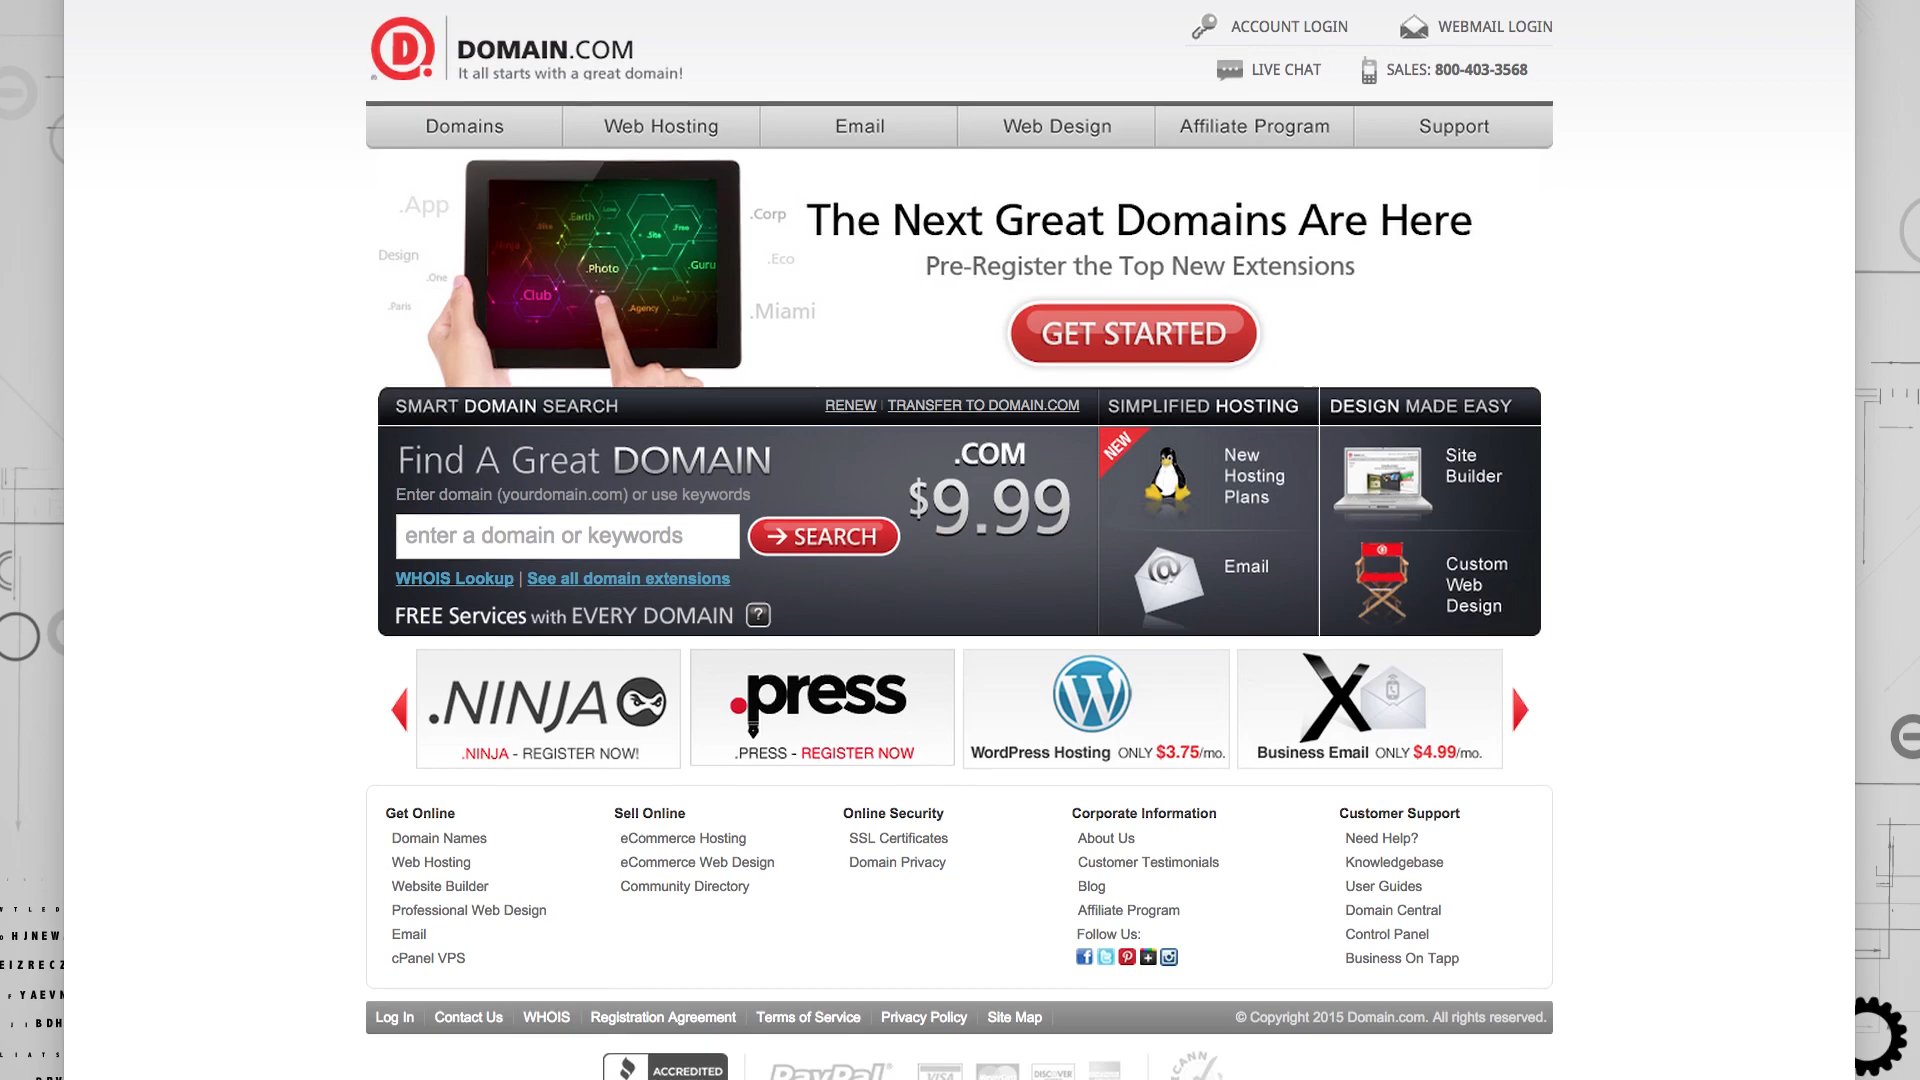 ACCOUNT LOGIN
WEBMAIL LOGIN
DOMAIN.COM
It all starts with a great domain!
LIVE CHAT
SALES: 800-403-3568
Domains
Web Hosting
Email
Web Design
Affiliate Program
Support
.App
Design
.One
.Paris
.Earth
Love
.Site
.Free
.Ninja
.Site
.Photo
.Guru
.Club
.Agency
.Corp
.Eco
.Miami
The Next Great Domains Are Here
Pre-Register the Top New Extensions
GET STARTED
SMART DOMAIN SEARCH
RENEW | TRANSFER TO DOMAIN.COM
SIMPLIFIED HOSTING
DESIGN MADE EASY
Find A Great DOMAIN
Enter domain (yourdomain.com) or use keywords
enter a domain or keywords
SEARCH
.COM
$9.99
WHOIS Lookup | See all domain extensions
FREE Services with EVERY DOMAIN ?
NEW
New
Hosting
Plans
Email
Site
Builder
Custom
Web
Design
.NINJA
.NINJA - REGISTER NOW!
.press
.PRESS - REGISTER NOW
WordPress Hosting ONLY $3.75/mo.
Business Email ONLY $4.99/mo.
Get Online
Domain Names
Web Hosting
Website Builder
Professional Web Design
Email
cPanel VPS
Sell Online
eCommerce Hosting
eCommerce Web Design
Community Directory
Online Security
SSL Certificates
Domain Privacy
Corporate Information
About Us
Customer Testimonials
Blog
Affiliate Program
Follow Us:
Customer Support
Need Help?
Knowledgebase
User Guides
Domain Central
Control Panel
Business On Tapp
Log In
Contact Us
WHOIS
Registration Agreement
Terms of Service
Privacy Policy
Site Map
© Copyright 2015 Domain.com. All rights reserved.
ACCREDITED
PayPal
VISA
DISCOVER
ICANN
HJNEW
EIZRECZ
YAEVN
BDH